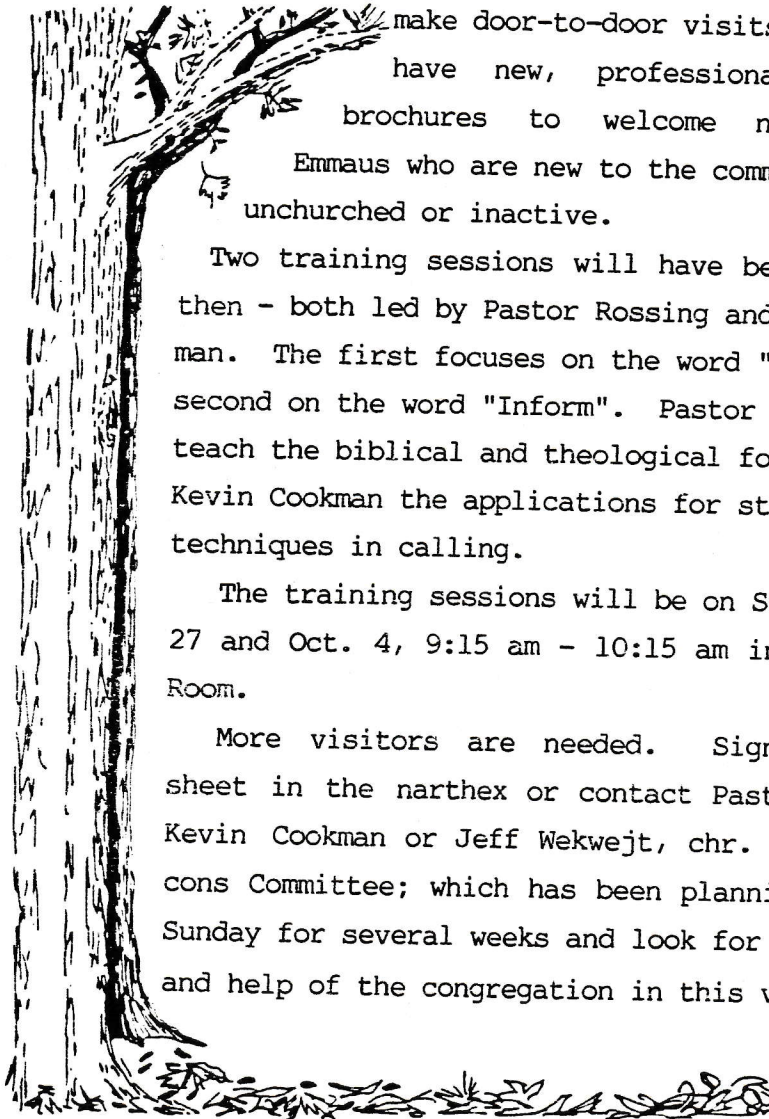 make door-to-door visits
have new, professiona
brochures to welcome n
Emmaus who are new to the comm
unchurched or inactive.
Two training sessions will have be
then - both led by Pastor Rossing and
man. The first focuses on the word "
second on the word "Inform". Pastor
teach the biblical and theological fo
Kevin Cookman the applications for st
techniques in calling.
The training sessions will be on S
27 and Oct. 4, 9:15 am - 10:15 am in
Room.
More visitors are needed. Sign
sheet in the narthex or contact Past
Kevin Cookman or Jeff Wekwejt, chr.
cons Committee; which has been planni
Sunday for several weeks and look for
and help of the congregation in this v